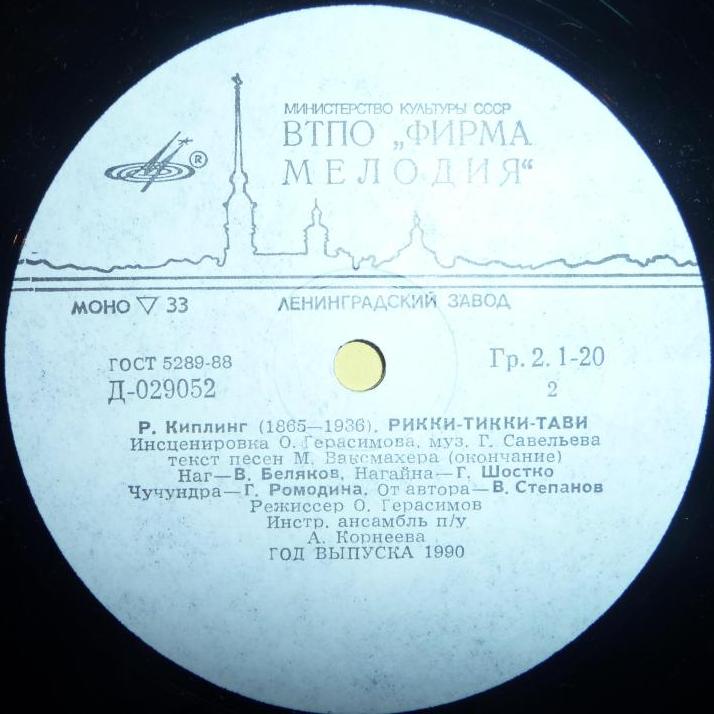 МИНИСТЕРСТВО КУЛЬТУРЫ СССР
ВТПО „ФИРМА
МЕЛОДИЯ“
®
МОНО ▽ 33
ЛЕНИНГРАДСКИЙ ЗАВОД
ГОСТ 5289-88
Гр. 2. 1-20
Д-029052
2
Р. Киплинг (1865—1936). РИККИ-ТИККИ-ТАВИ
Инсценировка О. Герасимова, муз. Г. Савельева
текст песен М. Ваксмахера (окончание)
Наг—В. Беляков, Нагайна—Г. Шостко
Чучундра—Г. Ромодина, От автора—В. Степанов
Режиссер О. Герасимов
Инстр. ансамбль п/у
А. Корнеева
ГОД ВЫПУСКА 1990